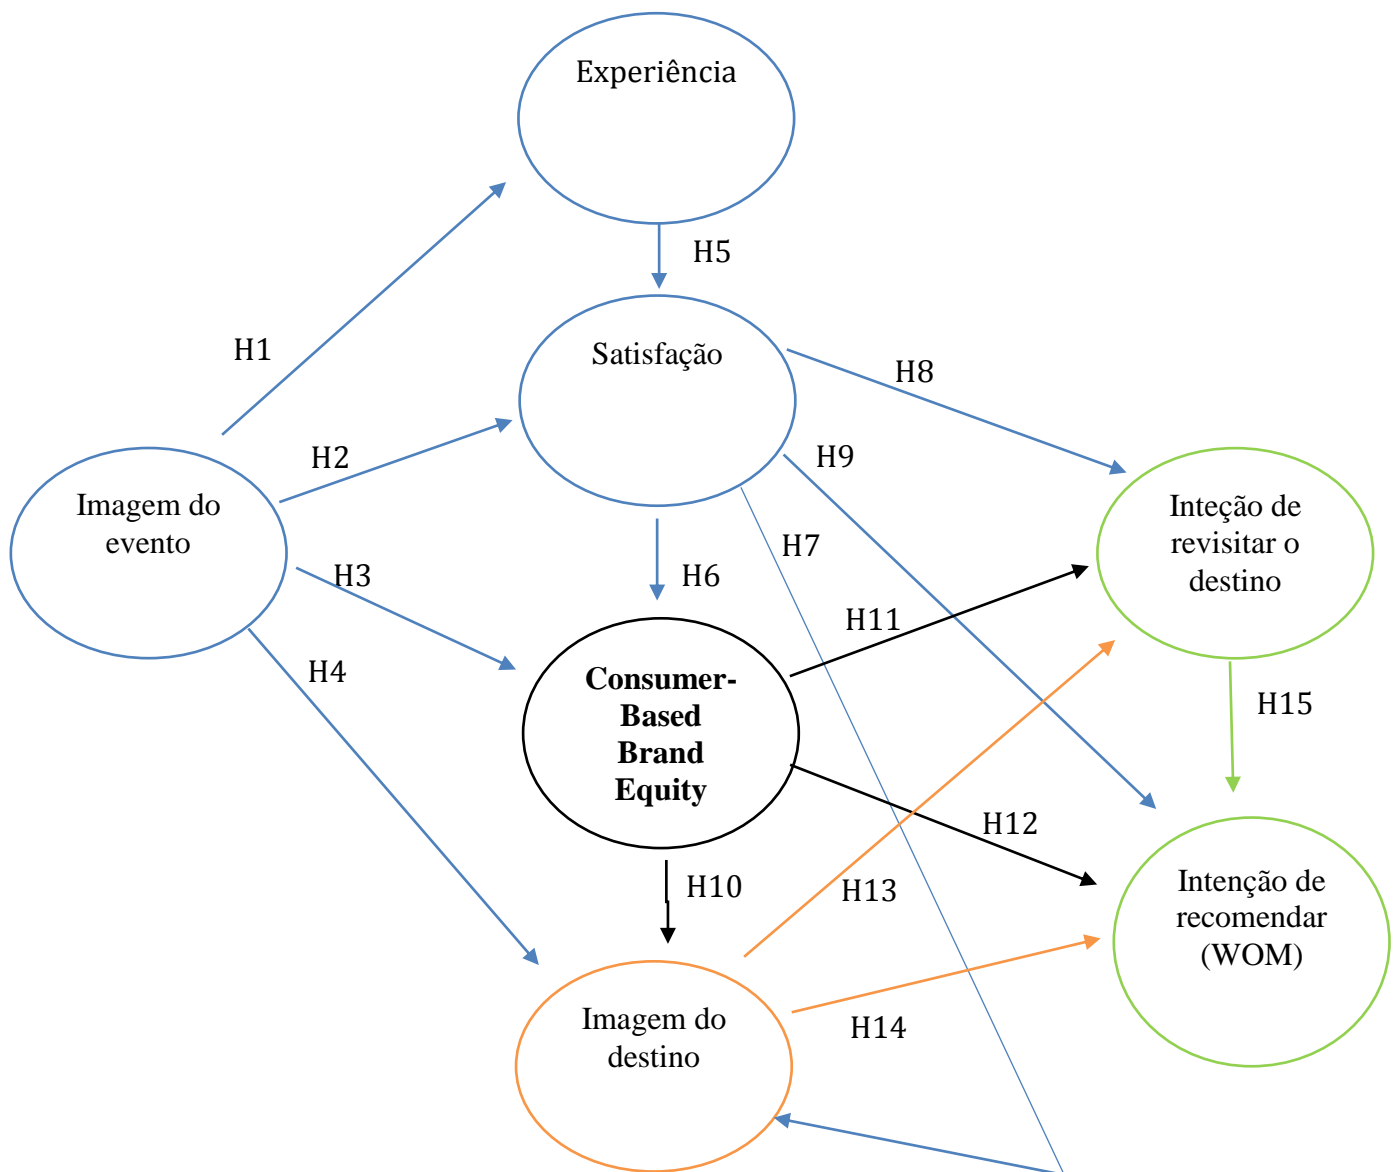 Experiência
H5
H1
Satisfação
H8
H2
H9
Imagem do
evento
Inteção de
revisitar o
destino
H3
H6
H7
H11
H4
Consumer-
Based
Brand
Equity
H15
H12
H10
H13
Intenção de
recomendar
(WOM)
Imagem do
destino
H14